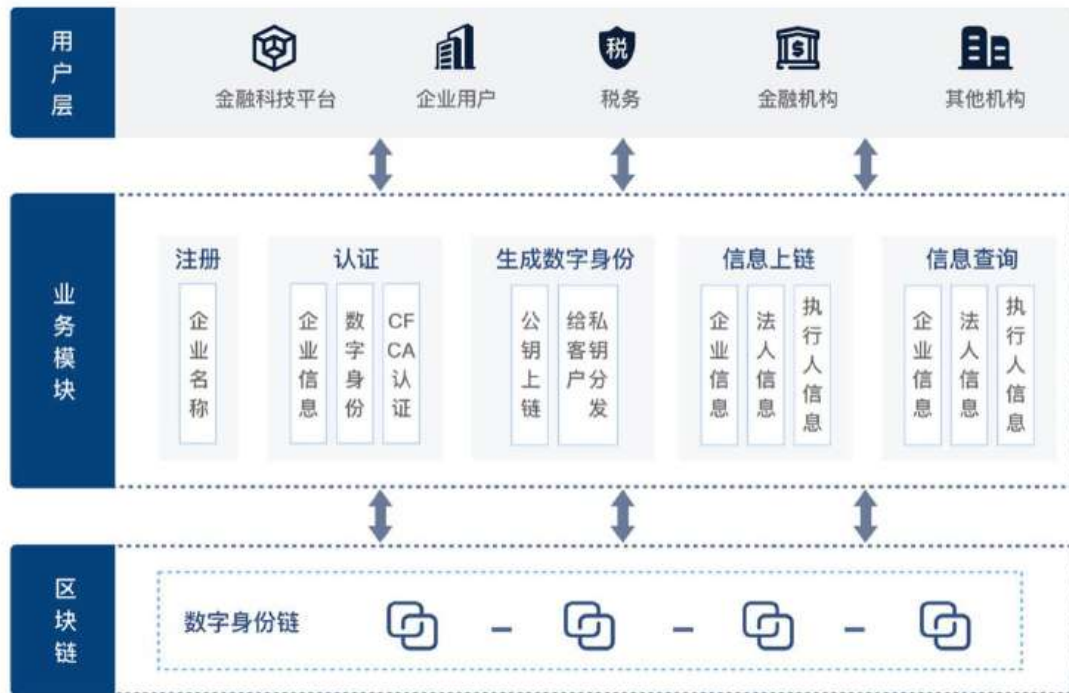 用户层
税
金融科技平台
企业用户
税务
金融机构
其他机构
业务模块
注册
企业名称
认证
企业信息
数字身份
CFCA认证
生成数字身份
公钥上链
私钥分发给客户
信息上链
企业信息
法人信息
执行人信息
信息查询
企业信息
法人信息
执行人信息
区块链
数字身份链